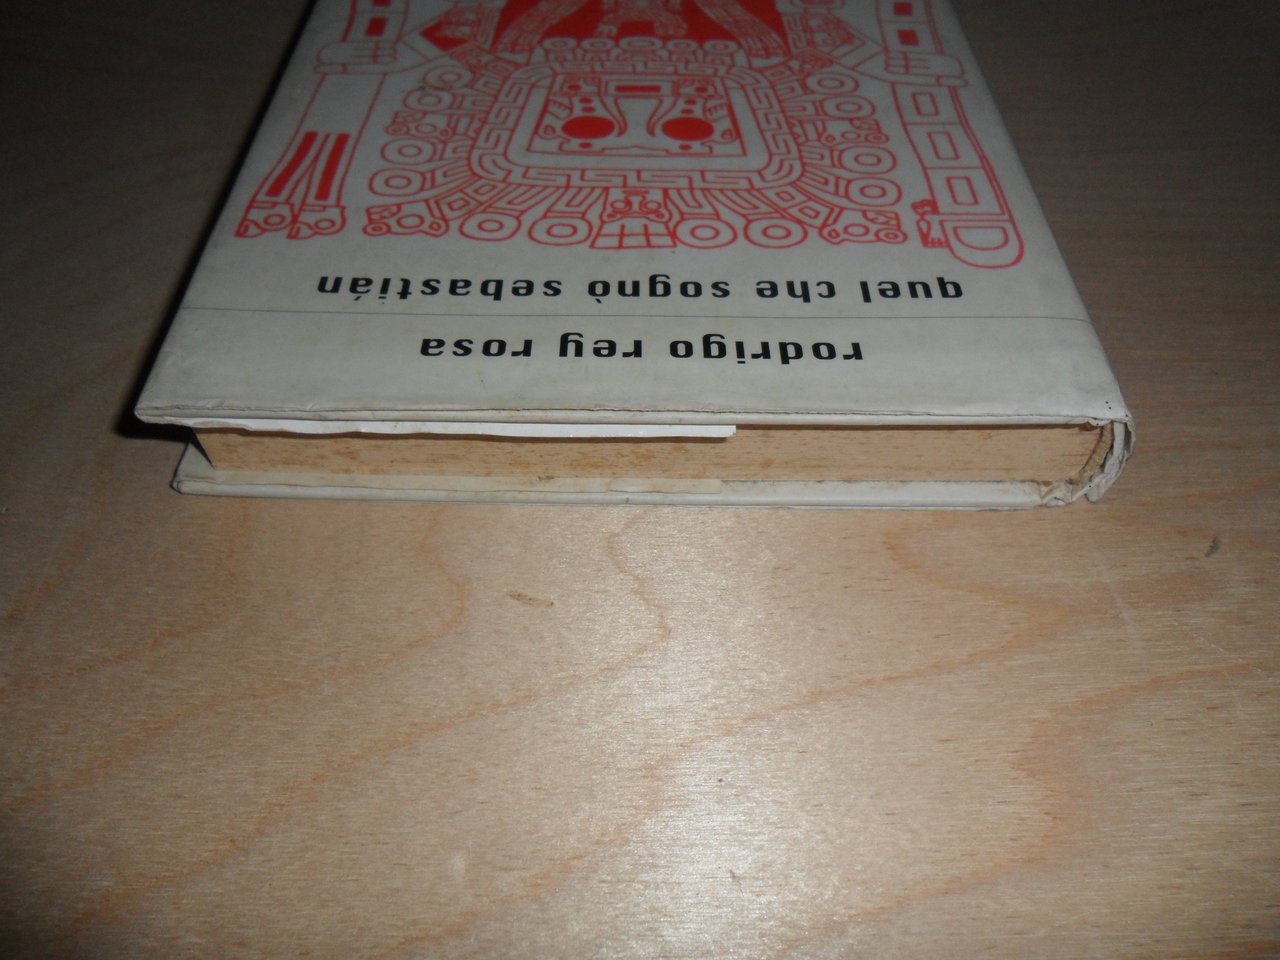 rodrigo rey rosa
quel che sognò sebastián